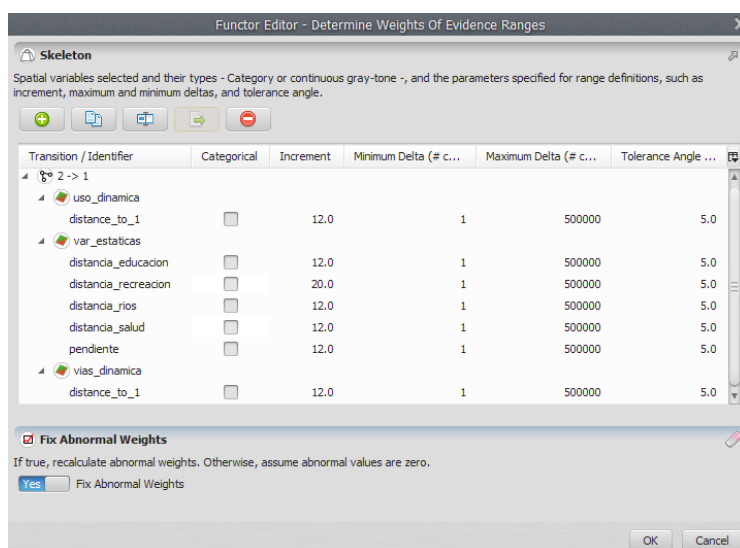 Functor Editor - Determine Weights Of Evidence Ranges
Skeleton
Spatial variables selected and their types - Category or continuous gray-tone -, and the parameters specified for range definitions, such as
increment, maximum and minimum deltas, and tolerance angle.
Transition / Identifier Categorical Increment Minimum Delta (# c... Maximum Delta (# c... Tolerance Angle ...
2 -> 1
uso_dinamica
distance_to_1 12.0 1 500000 5.0
var_estaticas
distancia_educacion 12.0 1 500000 5.0
distancia_recreacion 20.0 1 500000 5.0
distancia_rios 12.0 1 500000 5.0
distancia_salud 12.0 1 500000 5.0
pendiente 12.0 1 500000 5.0
vias_dinamica
distance_to_1 12.0 1 500000 5.0
Fix Abnormal Weights
If true, recalculate abnormal weights. Otherwise, assume abnormal values are zero.
Yes Fix Abnormal Weights
OK Cancel